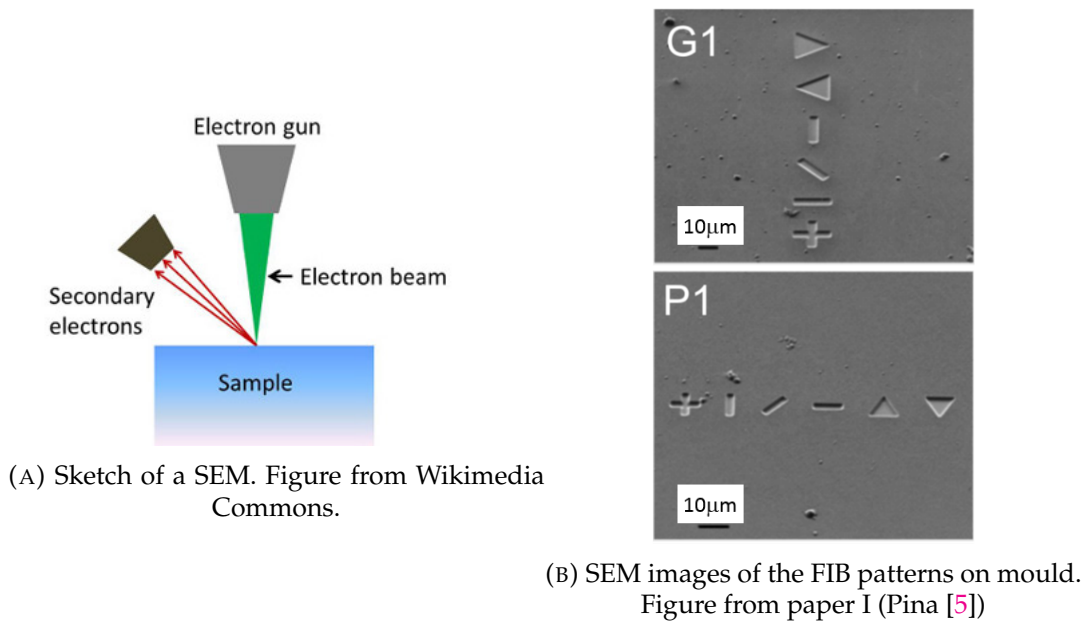 Electron gun
Electron beam
Secondary
electrons
Sample
(A) Sketch of a SEM. Figure from Wikimedia
Commons.
G1
10μm
P1
10μm
(B) SEM images of the FIB patterns on mould.
Figure from paper I (Pina [5])